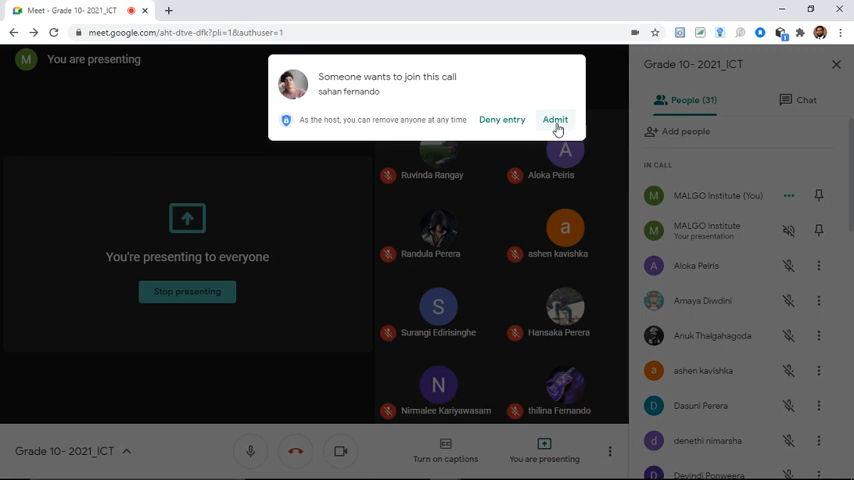 Meet - Grade 10- 2021_ICT
meet.google.com/aht-dtve-dfk?pli=1&authuser=1
M
You are presenting
Someone wants to join this call
sahan fernando
As the host, you can remove anyone at any time
Deny entry
Admit
Grade 10- 2021_ICT
People (31)
Chat
Add people
IN CALL
M
MALGO Institute (You)
M
MALGO Institute
Your presentation
A
Aloka Peiris
Amaya Diwdini
Anuk Thalgahagoda
a
ashen kavishka
D
Dasuni Perera
d
denethi nimarsha
D
Devindi Ponweera
You're presenting to everyone
Stop presenting
Ruvinda Rangay
A
Aloka Peiris
Randula Perera
a
ashen kavishka
S
Surangi Edirisinghe
Hansaka Perera
N
Nirmalee Kariyawasam
thilina Fernando
Grade 10- 2021_ICT
Turn on captions
You are presenting